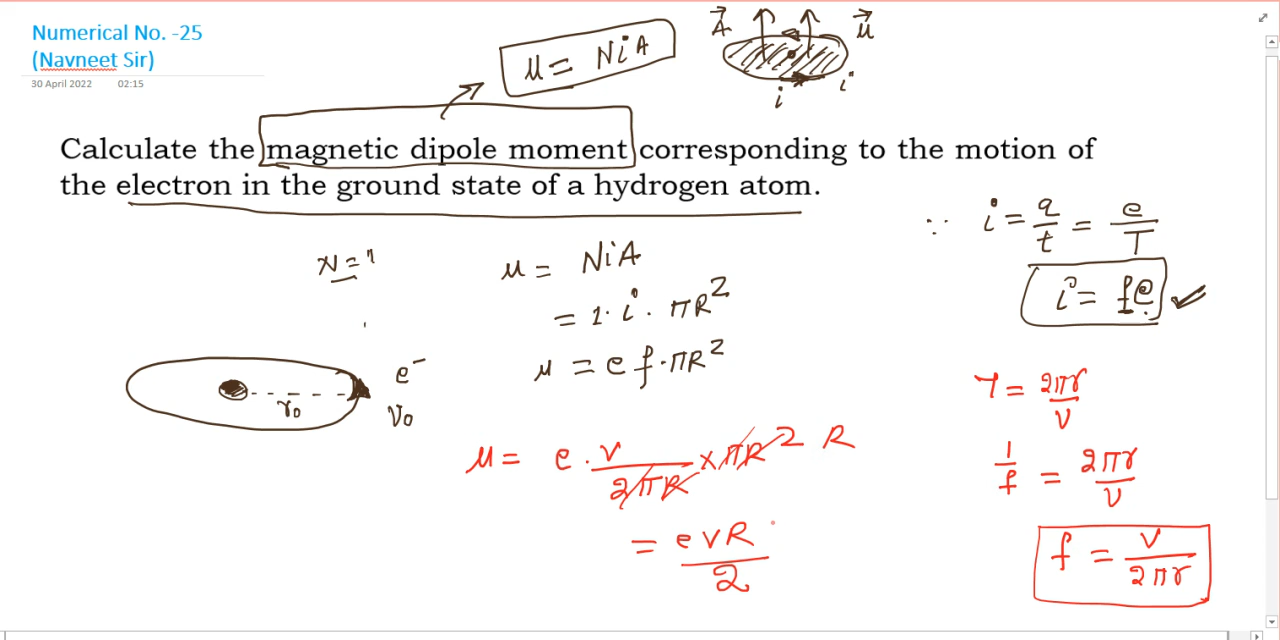 Numerical No. -25
(Navneet Sir)
30 April 2022 02:15
μ = NiA
A μ
i i
Calculate the magnetic dipole moment corresponding to the motion of
the electron in the ground state of a hydrogen atom.
∵ i = q/t = e/T
i = fe
N = 1
μ = NiA
= 1 · i · πR²
μ = e f · πR²
e⁻
r₀
V₀
T = 2πr/v
μ = e · v/2πR × πR² R
1/f = 2πr/v
= evR/2
f = v/2πr